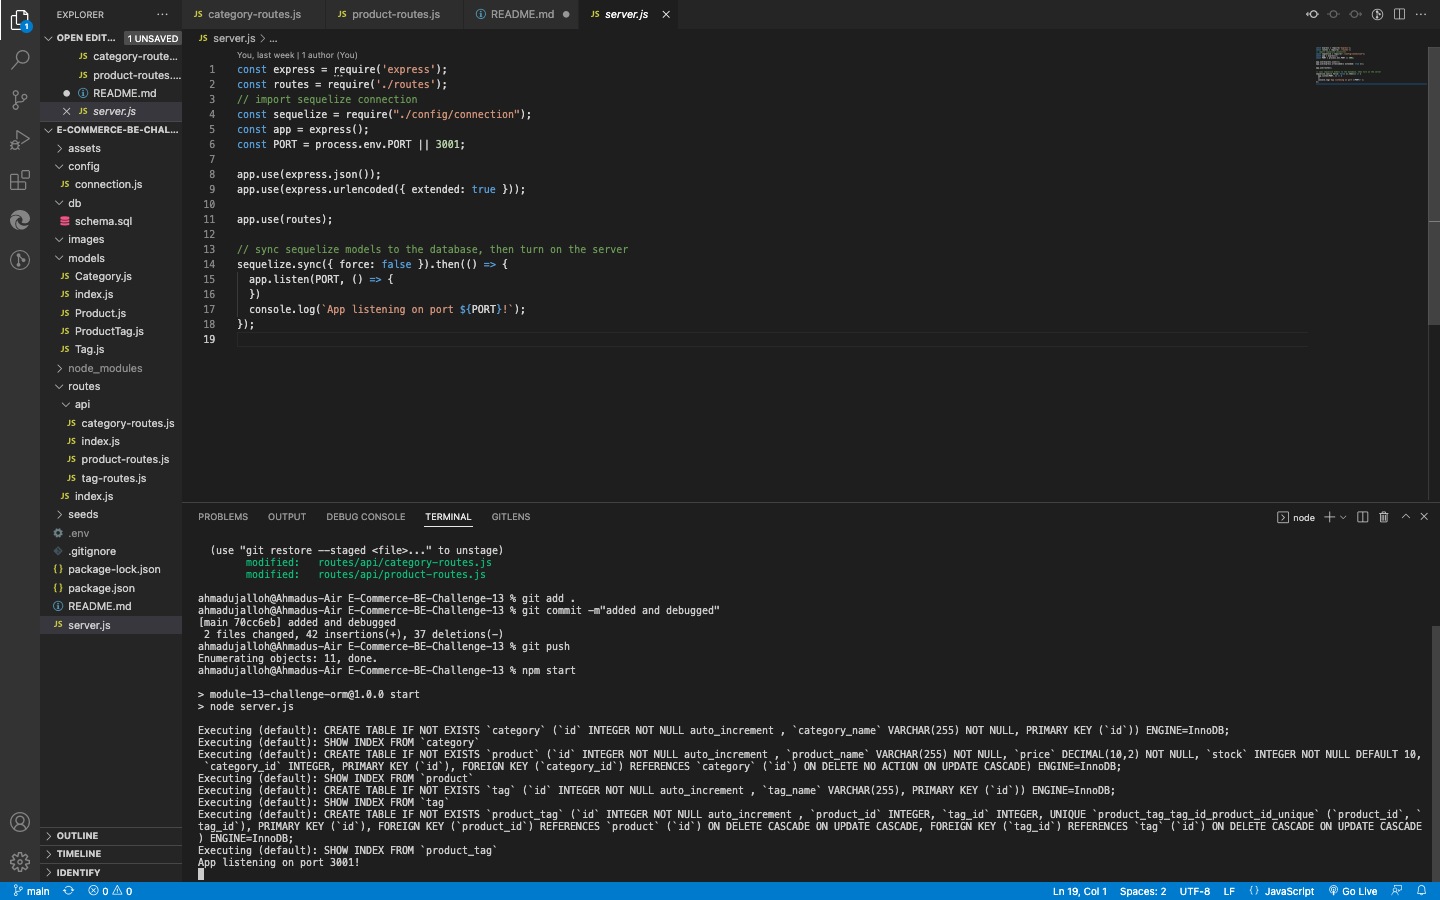 EXPLORER
OPEN EDIT... 1 UNSAVED
JS category-route...
JS product-routes....
README.md
JS server.js
E-COMMERCE-BE-CHAL...
assets
config
JS connection.js
db
schema.sql
images
models
JS Category.js
JS index.js
JS Product.js
JS ProductTag.js
JS Tag.js
node_modules
routes
api
JS category-routes.js
JS index.js
JS product-routes.js
JS tag-routes.js
JS index.js
seeds
.env
.gitignore
{} package-lock.json
{} package.json
README.md
JS server.js
OUTLINE
TIMELINE
IDENTIFY
JS category-routes.js JS product-routes.js README.md JS server.js
JS server.js > ...
You, last week | 1 author (You)
1 const express = require('express');
2 const routes = require('./routes');
3 // import sequelize connection
4 const sequelize = require("./config/connection");
5 const app = express();
6 const PORT = process.env.PORT || 3001;
7
8 app.use(express.json());
9 app.use(express.urlencoded({ extended: true }));
10
11 app.use(routes);
12
13 // sync sequelize models to the database, then turn on the server
14 sequelize.sync({ force: false }).then(() => {
15 app.listen(PORT, () => {
16 })
17 console.log(`App listening on port ${PORT}!`);
18 });
19
PROBLEMS OUTPUT DEBUG CONSOLE TERMINAL GITLENS node
(use "git restore --staged <file>..." to unstage)
modified: routes/api/category-routes.js
modified: routes/api/product-routes.js
ahmadujalloh@Ahmadus-Air E-Commerce-BE-Challenge-13 % git add .
ahmadujalloh@Ahmadus-Air E-Commerce-BE-Challenge-13 % git commit -m"added and debugged"
[main 70cc6eb] added and debugged
2 files changed, 42 insertions(+), 37 deletions(-)
ahmadujalloh@Ahmadus-Air E-Commerce-BE-Challenge-13 % git push
Enumerating objects: 11, done.
ahmadujalloh@Ahmadus-Air E-Commerce-BE-Challenge-13 % npm start
> module-13-challenge-orm@1.0.0 start
> node server.js
Executing (default): CREATE TABLE IF NOT EXISTS `category` (`id` INTEGER NOT NULL auto_increment , `category_name` VARCHAR(255) NOT NULL, PRIMARY KEY (`id`)) ENGINE=InnoDB;
Executing (default): SHOW INDEX FROM `category`
Executing (default): CREATE TABLE IF NOT EXISTS `product` (`id` INTEGER NOT NULL auto_increment , `product_name` VARCHAR(255) NOT NULL, `price` DECIMAL(10,2) NOT NULL, `stock` INTEGER NOT NULL DEFAULT 10,
`category_id` INTEGER, PRIMARY KEY (`id`), FOREIGN KEY (`category_id`) REFERENCES `category` (`id`) ON DELETE NO ACTION ON UPDATE CASCADE) ENGINE=InnoDB;
Executing (default): SHOW INDEX FROM `product`
Executing (default): CREATE TABLE IF NOT EXISTS `tag` (`id` INTEGER NOT NULL auto_increment , `tag_name` VARCHAR(255), PRIMARY KEY (`id`)) ENGINE=InnoDB;
Executing (default): SHOW INDEX FROM `tag`
Executing (default): CREATE TABLE IF NOT EXISTS `product_tag` (`id` INTEGER NOT NULL auto_increment , `product_id` INTEGER, `tag_id` INTEGER, UNIQUE `product_tag_tag_id_product_id_unique` (`product_id`, `
tag_id`), PRIMARY KEY (`id`), FOREIGN KEY (`product_id`) REFERENCES `product` (`id`) ON DELETE CASCADE ON UPDATE CASCADE, FOREIGN KEY (`tag_id`) REFERENCES `tag` (`id`) ON DELETE CASCADE ON UPDATE CASCADE
) ENGINE=InnoDB;
Executing (default): SHOW INDEX FROM `product_tag`
App listening on port 3001!
main 0 0 Ln 19, Col 1 Spaces: 2 UTF-8 LF {} JavaScript Go Live